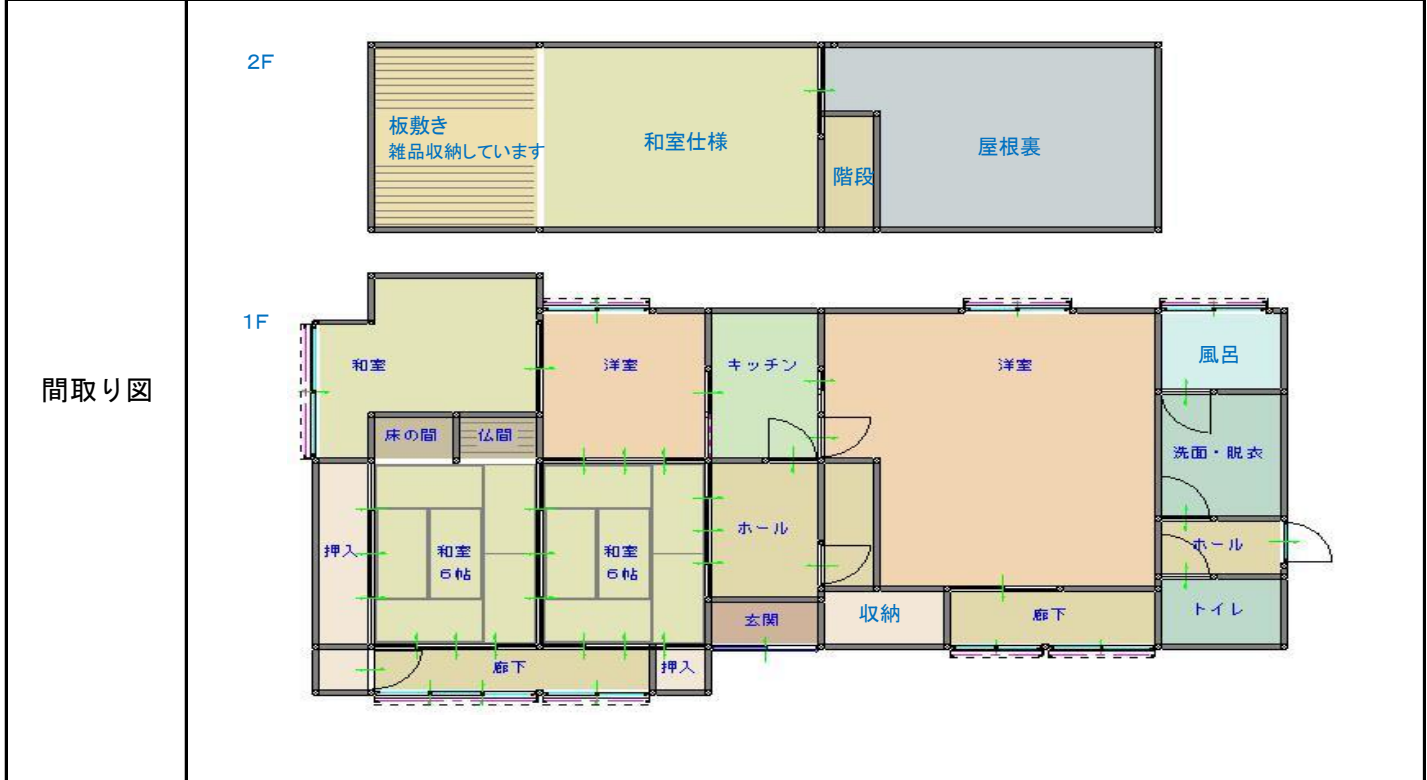 間取り図
2F
板敷き
雑品収納しています
和室仕様
階段
屋根裏
1F
和室
洋室
キッチン
洋室
風呂
床の間
仏間
洗面・脱衣
押入
和室
6帖
和室
6帖
ホール
ホール
玄関
収納
廊下
トイレ
廊下
押入